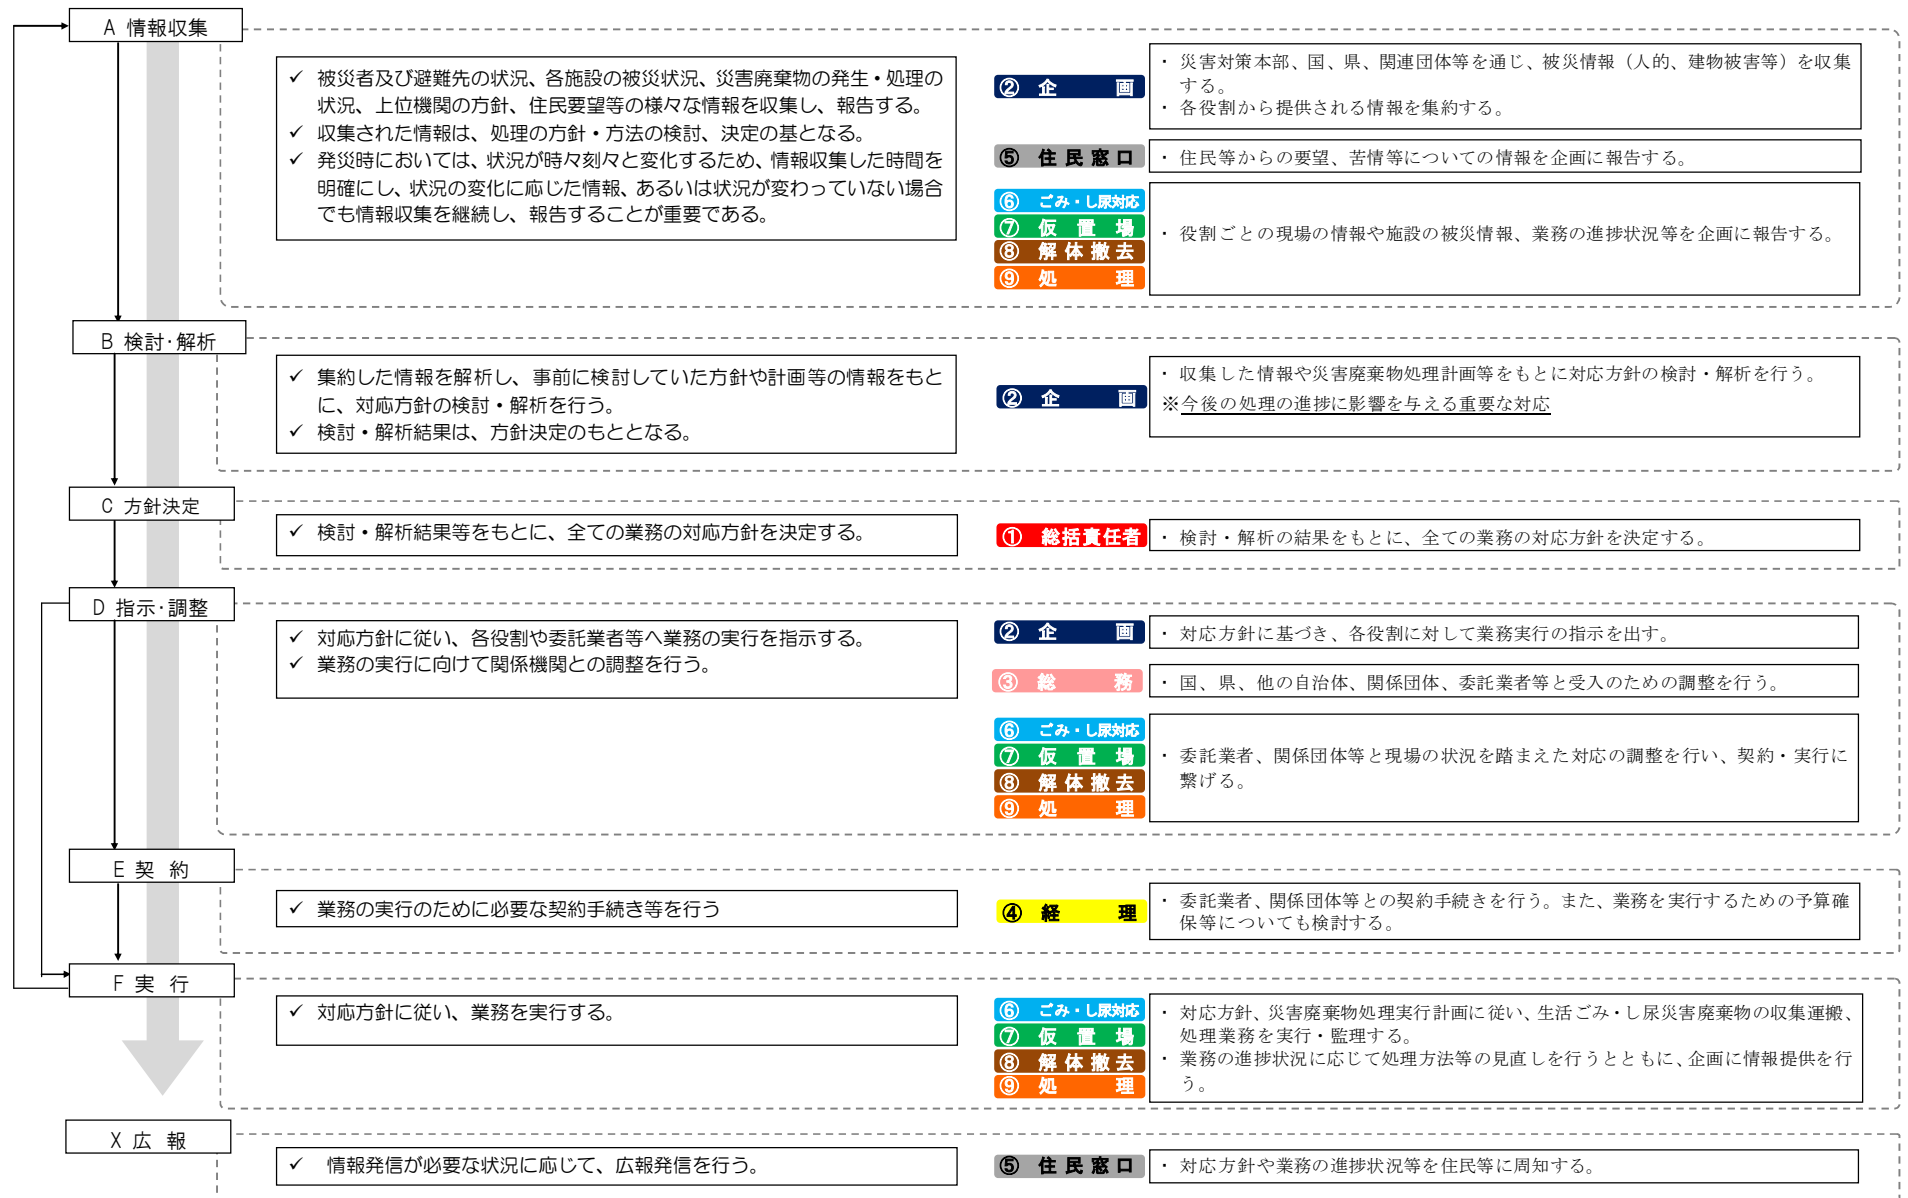 A 情報収集
✓ 被災者及び避難先の状況、各施設の被災状況、災害廃棄物の発生・処理の
状況、上位機関の方針、住民要望等の様々な情報を収集し、報告する。
✓ 収集された情報は、処理の方針・方法の検討、決定の基となる。
✓ 発災時においては、状況が時々刻々と変化するため、情報収集した時間を
明確にし、状況の変化に応じた情報、あるいは状況が変わっていない場合
でも情報収集を継続し、報告することが重要である。
② 企 画
・ 災害対策本部、国、県、関連団体等を通じ、被災情報（人的、建物被害等）を収集
する。
・ 各役割から提供される情報を集約する。
⑤ 住民窓口
・ 住民等からの要望、苦情等についての情報を企画に報告する。
⑥ ごみ・し尿対応
⑦ 仮置場
⑧ 解体撤去
⑨ 処 理
・ 役割ごとの現場の情報や施設の被災情報、業務の進捗状況等を企画に報告する。
B 検討･解析
✓ 集約した情報を解析し、事前に検討していた方針や計画等の情報をもと
に、対応方針の検討・解析を行う。
✓ 検討・解析結果は、方針決定のもととなる。
② 企 画
・ 収集した情報や災害廃棄物処理計画等をもとに対応方針の検討・解析を行う。
※今後の処理の進捗に影響を与える重要な対応
C 方針決定
✓ 検討・解析結果等をもとに、全ての業務の対応方針を決定する。
① 総括責任者
・ 検討・解析の結果をもとに、全ての業務の対応方針を決定する。
D 指示･調整
✓ 対応方針に従い、各役割や委託業者等へ業務の実行を指示する。
✓ 業務の実行に向けて関係機関との調整を行う。
② 企 画
・ 対応方針に基づき、各役割に対して業務実行の指示を出す。
③ 総 務
・ 国、県、他の自治体、関係団体、委託業者等と受入のための調整を行う。
⑥ ごみ・し尿対応
⑦ 仮置場
⑧ 解体撤去
⑨ 処 理
・ 委託業者、関係団体等と現場の状況を踏まえた対応の調整を行い、契約・実行に
繋げる。
E 契 約
✓ 業務の実行のために必要な契約手続き等を行う
④ 経 理
・ 委託業者、関係団体等との契約手続きを行う。また、業務を実行するための予算確
保等についても検討する。
F 実 行
✓ 対応方針に従い、業務を実行する。
⑥ ごみ・し尿対応
⑦ 仮置場
⑧ 解体撤去
⑨ 処 理
・ 対応方針、災害廃棄物処理実行計画に従い、生活ごみ・し尿災害廃棄物の収集運搬、
処理業務を実行・監理する。
・ 業務の進捗状況に応じて処理方法等の見直しを行うとともに、企画に情報提供を行
う。
X 広 報
✓ 情報発信が必要な状況に応じて、広報発信を行う。
⑤ 住民窓口
・ 対応方針や業務の進捗状況等を住民等に周知する。